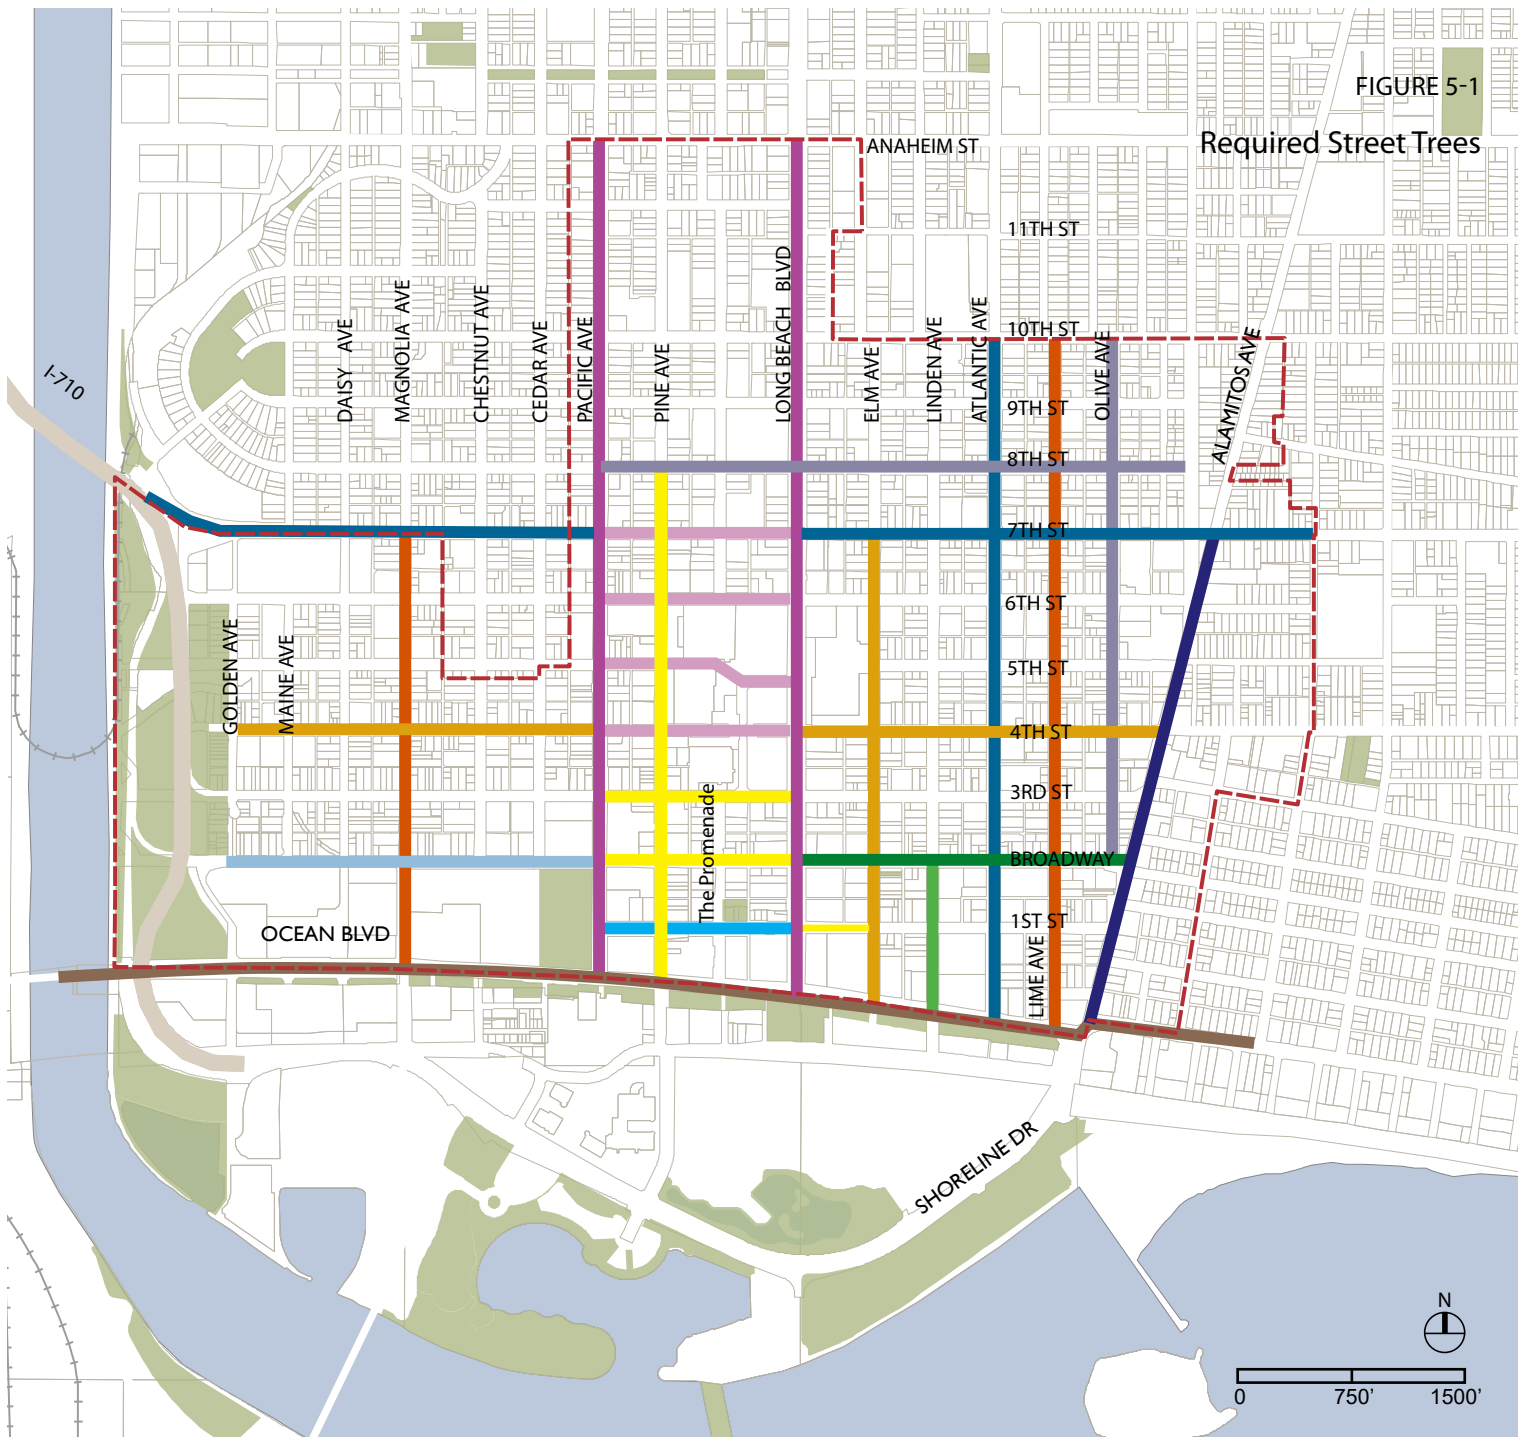 FIGURE 5-1
Required Street Trees
ANAHEIM ST
11TH ST
10TH ST
9TH ST
8TH ST
7TH ST
6TH ST
5TH ST
4TH ST
3RD ST
BROADWAY
1ST ST
I-710
DAISY AVE
MAGNOLIA AVE
CHESTNUT AVE
CEDAR AVE
PACIFIC AVE
PINE AVE
LONG BEACH BLVD
ELM AVE
LINDEN AVE
ATLANTIC AVE
OLIVE AVE
ALAMITOS AVE
GOLDEN AVE
MAINE AVE
The Promenade
LIME AVE
OCEAN BLVD
SHORELINE DR
N
0 750' 1500'